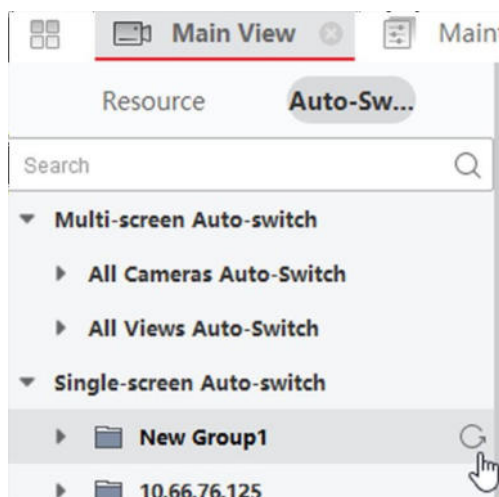 Main View Main
Resource Auto-Sw...
Search
Multi-screen Auto-switch
All Cameras Auto-Switch
All Views Auto-Switch
Single-screen Auto-switch
New Group1
10.66.76.125